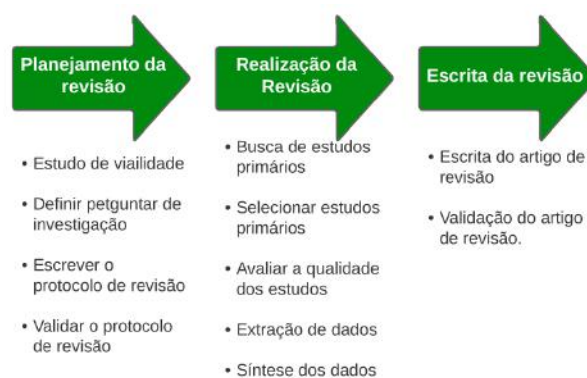 Planejamento da
revisão
• Estudo de viailidade
• Definir petguntar de
investigação
• Escrever o
protocolo de revisão
• Validar o protocolo
de revisão
Realização da
Revisão
• Busca de estudos
primários
• Selecionar estudos
primários
• Avaliar a qualidade
dos estudos
• Extração de dados
• Síntese dos dados
Escrita da revisão
• Escrita do artigo de
revisão
• Validação do artigo
de revisão.